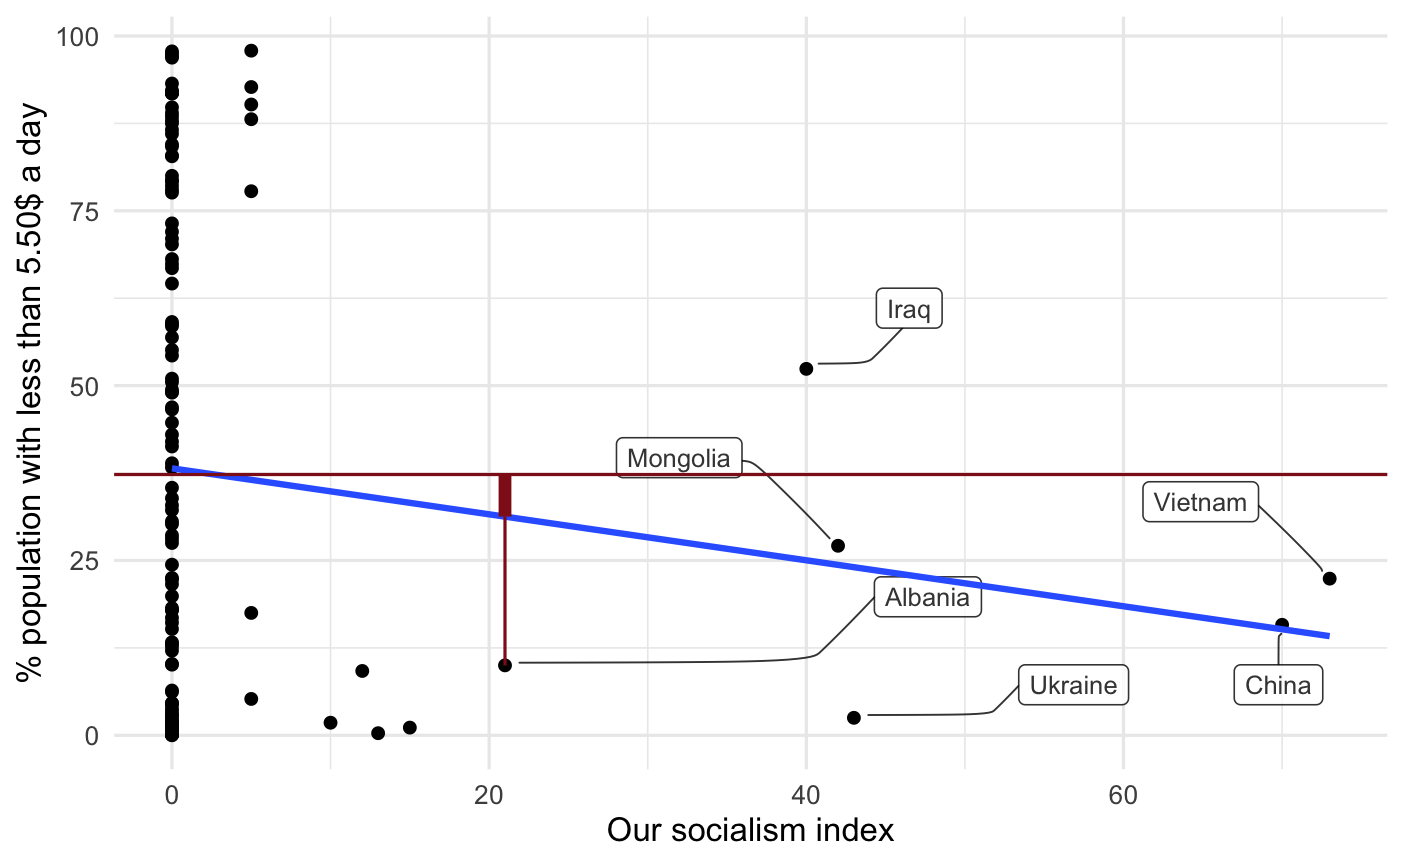 % population with less than 5.50$ a day
100
75
50
25
0
Iraq
Mongolia
Vietnam
Albania
Ukraine
China
0 20 40 60
Our socialism index